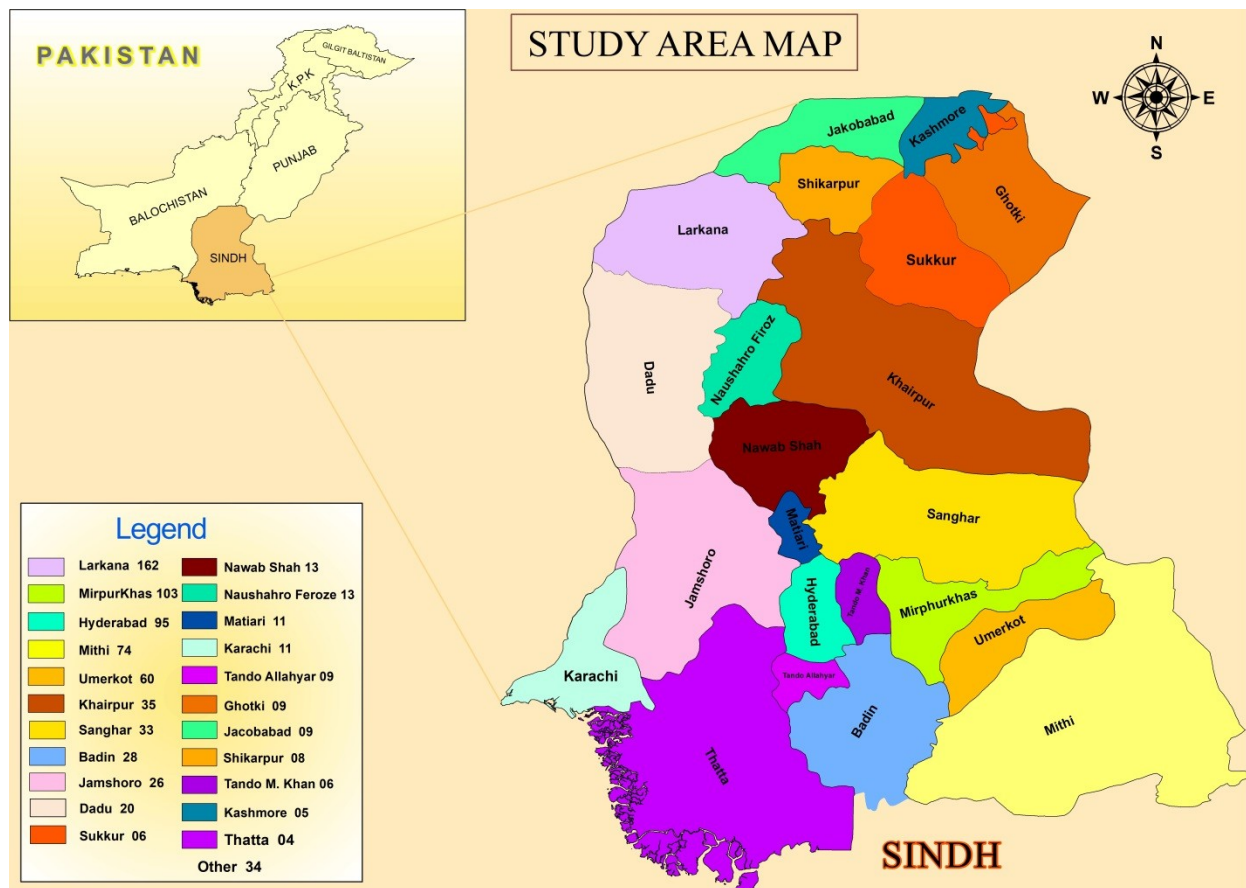 PAKISTAN
GILGIT BALTISTAN
K.P.K
PUNJAB
BALOCHISTAN
SINDH
STUDY AREA MAP
N
W E
S
Jakobabad
Kashmore
Shikarpur
Ghotki
Larkana
Sukkur
Naushahro Firoz
Dadu
Khairpur
Nawab Shah
Sanghar
Matiari
Jamshoro
Hyderabad
Tando M. Khan
Mirphurkhas
Umerkot
Karachi
Tando Allahyar
Badin
Mithi
Thatta
SINDH
Legend
Larkana 162
MirpurKhas 103
Hyderabad 95
Mithi 74
Umerkot 60
Khairpur 35
Sanghar 33
Badin 28
Jamshoro 26
Dadu 20
Sukkur 06
Nawab Shah 13
Naushahro Feroze 13
Matiari 11
Karachi 11
Tando Allahyar 09
Ghotki 09
Jacobabad 09
Shikarpur 08
Tando M. Khan 06
Kashmore 05
Thatta 04
Other 34